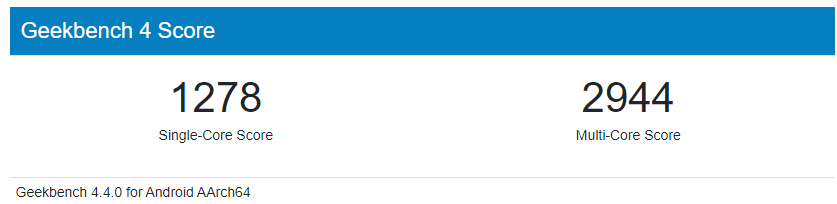 Geekbench 4 Score
1278 2944
Single-Core Score Multi-Core Score
Geekbench 4.4.0 for Android AArch64